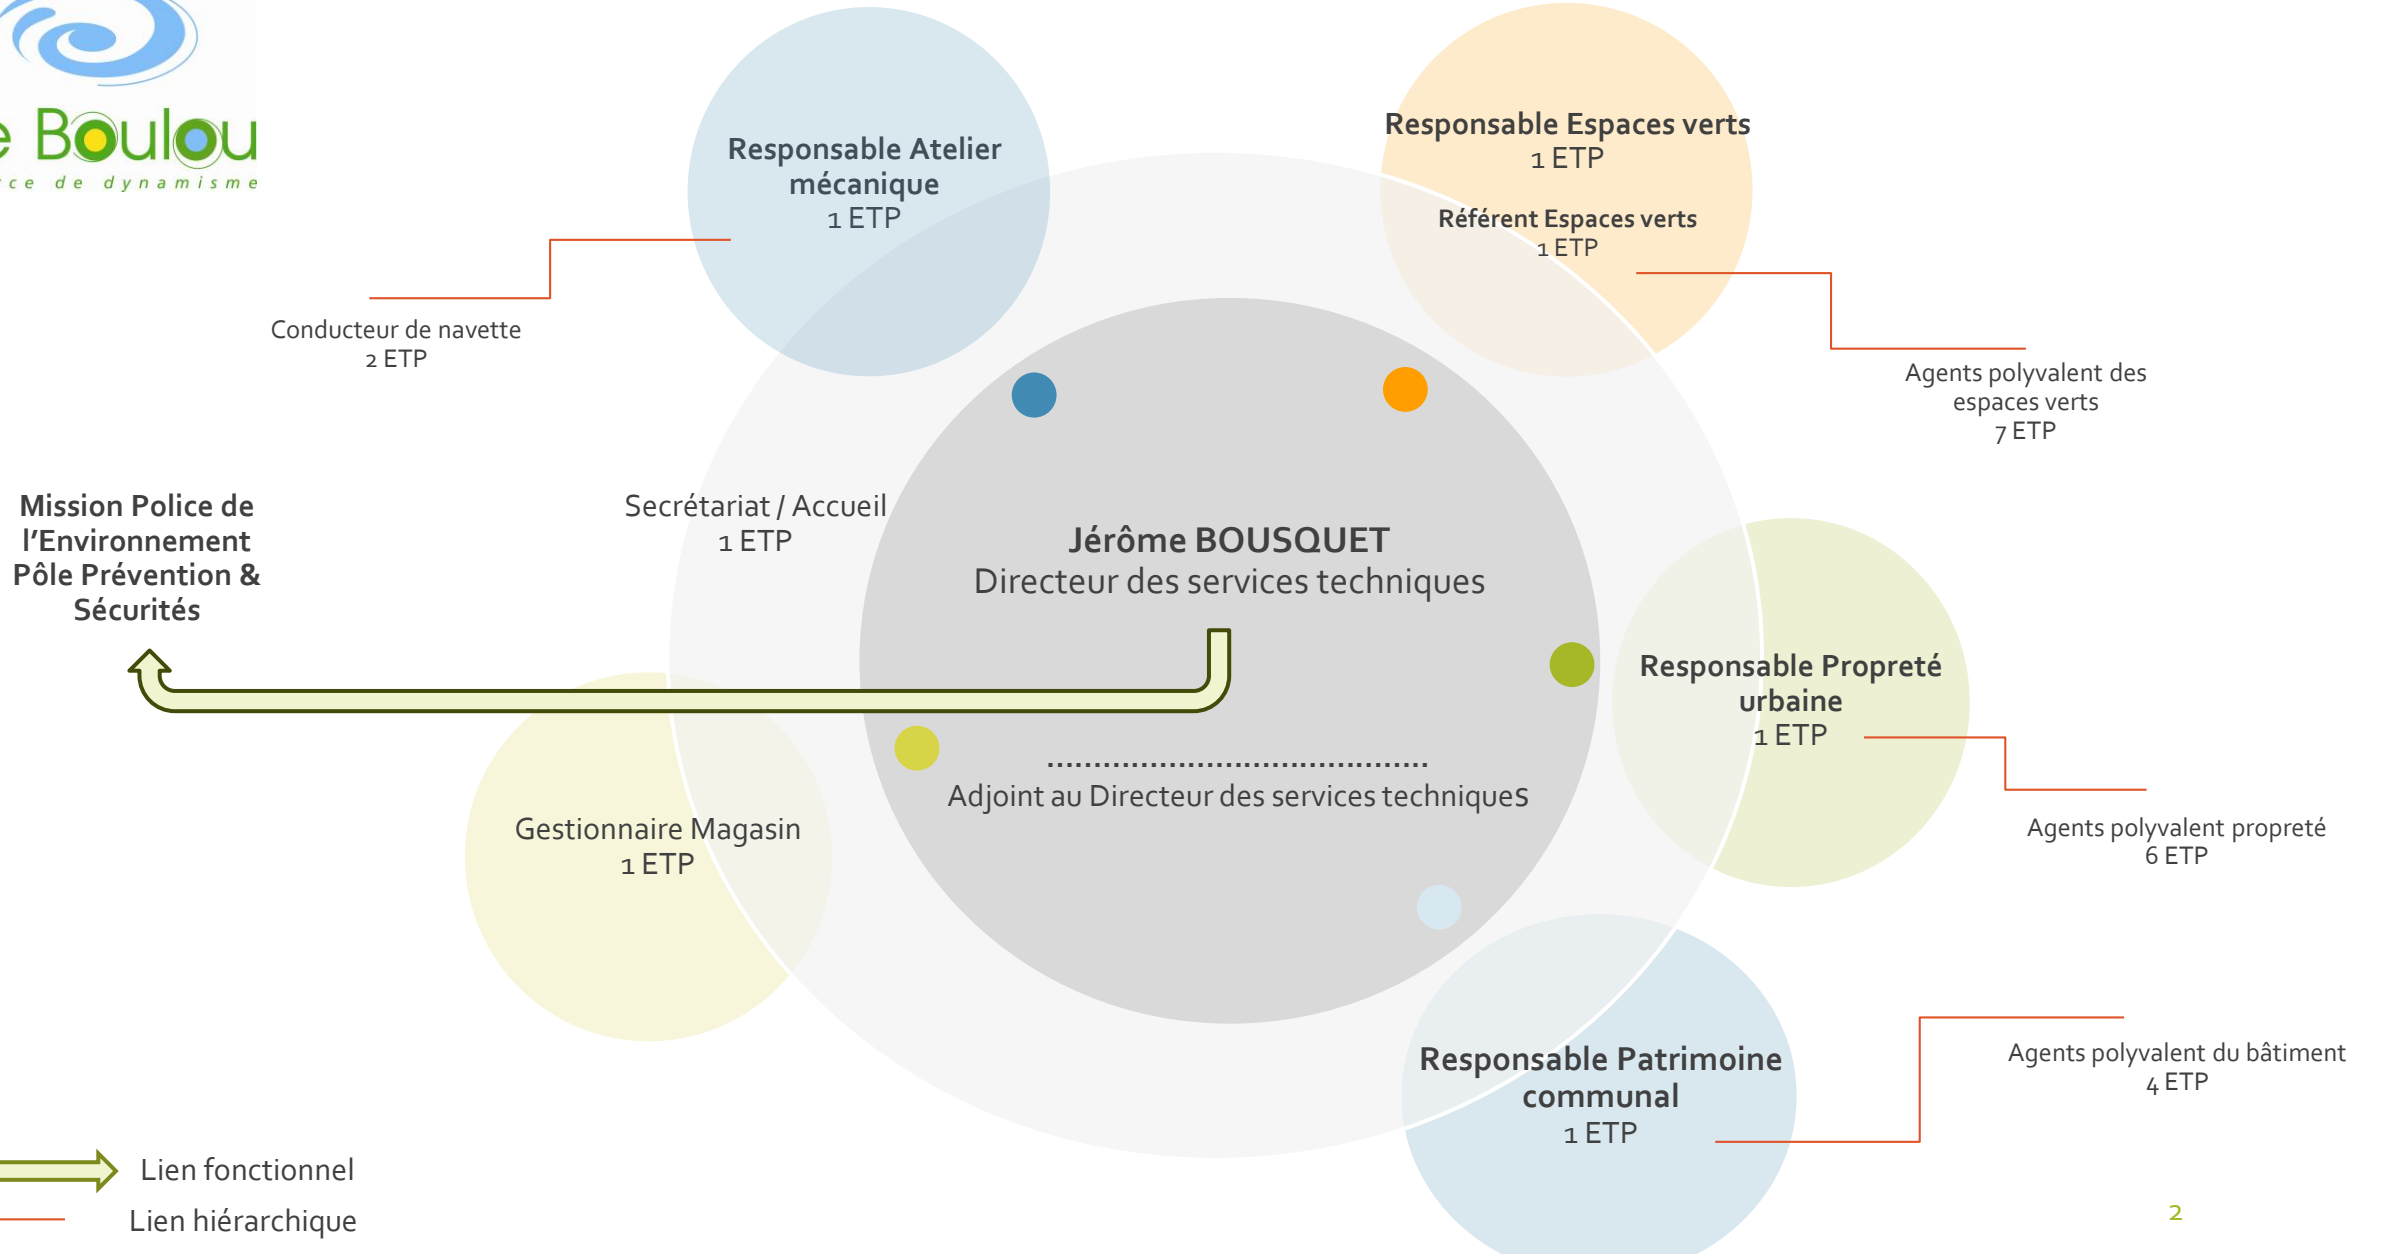 Boulou
de dynamisme
Responsable Atelier
mécanique
1 ETP
Responsable Espaces verts
1 ETP
Référent Espaces verts
1 ETP
Conducteur de navette
2 ETP
Agents polyvalent des
espaces verts
7 ETP
Mission Police de
l’Environnement
Pôle Prévention &
Sécurités
Secrétariat / Accueil
1 ETP
Jérôme BOUSQUET
Directeur des services techniques
Responsable Propreté
urbaine
1 ETP
.........................................
Adjoint au Directeur des services techniques
Gestionnaire Magasin
1 ETP
Agents polyvalent propreté
6 ETP
Responsable Patrimoine
communal
1 ETP
Agents polyvalent du bâtiment
4 ETP
Lien fonctionnel
Lien hiérarchique
2